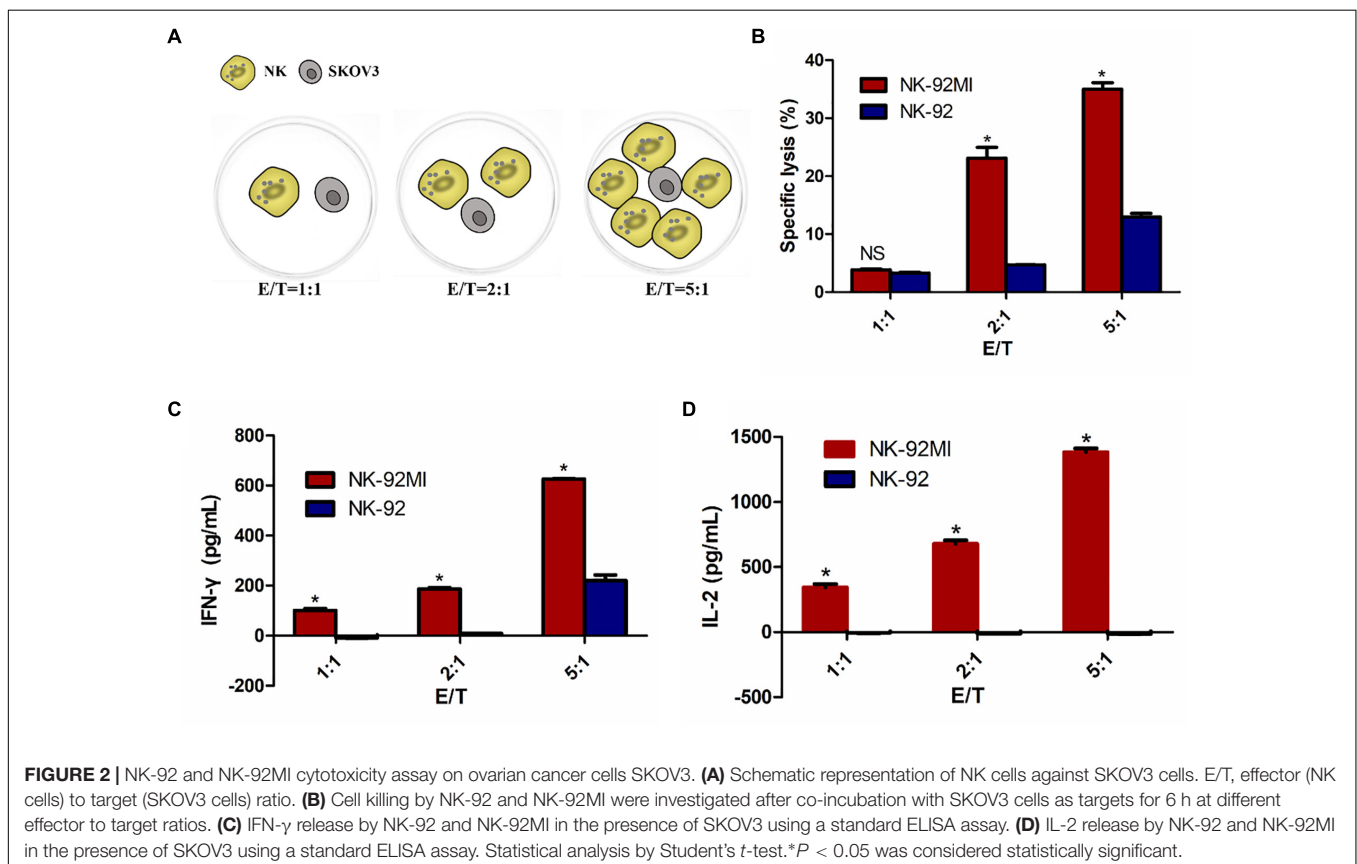 A
NK SKOV3
E/T=1:1 E/T=2:1 E/T=5:1
B
Specific lysis (%)
40
30
20
10
0
NK-92MI
NK-92
NS
*
*
1:1 2:1 5:1
E/T
C
IFN-γ (pg/mL)
800
600
400
200
0
-200
NK-92MI
NK-92
*
*
*
1:1 2:1 5:1
E/T
D
IL-2 (pg/mL)
1500
1000
500
0
-500
NK-92MI
NK-92
*
*
*
1:1 2:1 5:1
E/T
FIGURE 2 | NK-92 and NK-92MI cytotoxicity assay on ovarian cancer cells SKOV3. (A) Schematic representation of NK cells against SKOV3 cells. E/T, effector (NK
cells) to target (SKOV3 cells) ratio. (B) Cell killing by NK-92 and NK-92MI were investigated after co-incubation with SKOV3 cells as targets for 6 h at different
effector to target ratios. (C) IFN-γ release by NK-92 and NK-92MI in the presence of SKOV3 using a standard ELISA assay. (D) IL-2 release by NK-92 and NK-92MI
in the presence of SKOV3 using a standard ELISA assay. Statistical analysis by Student's t-test.*P < 0.05 was considered statistically significant.